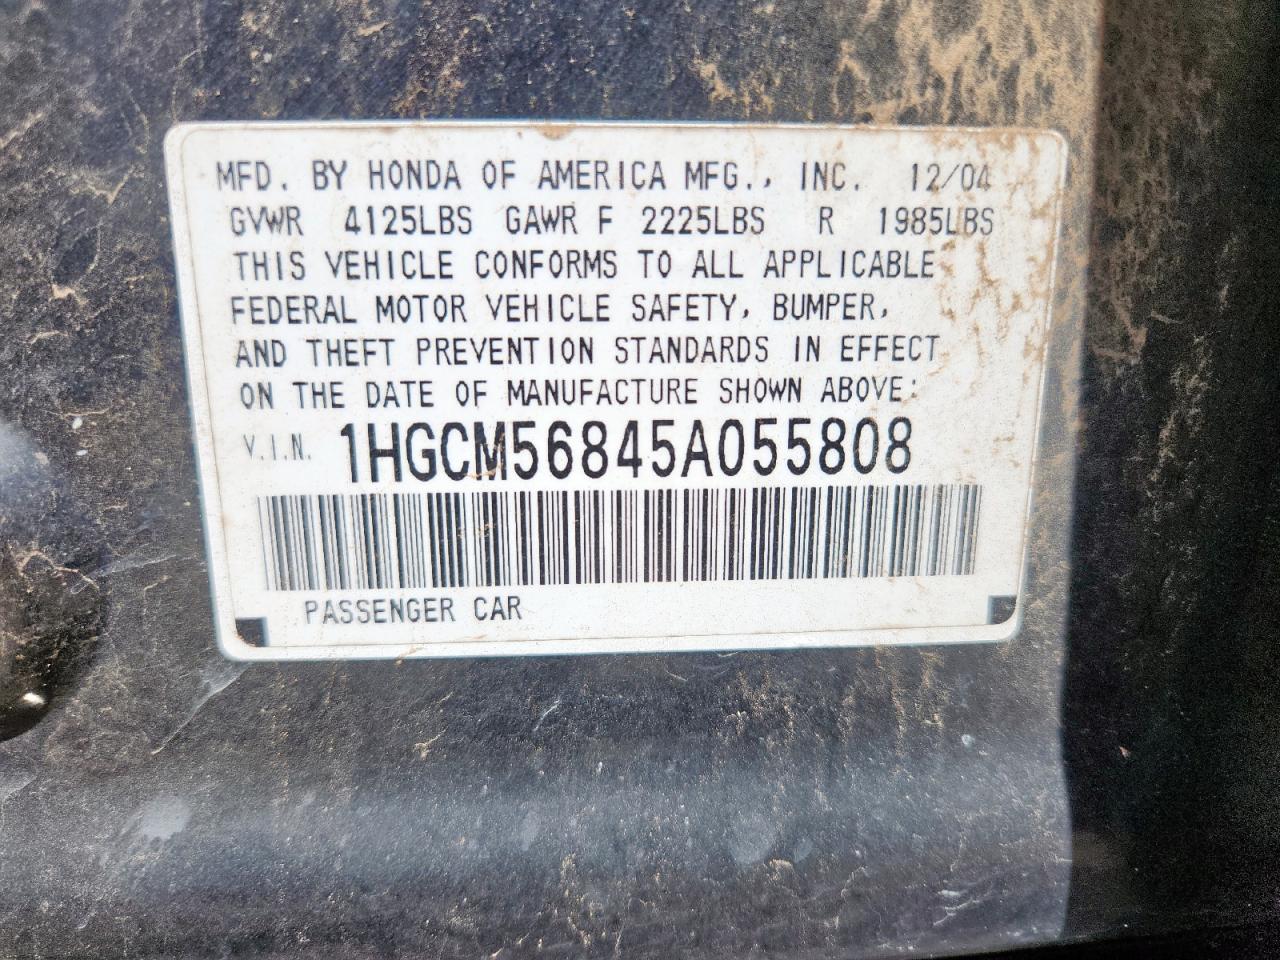 MFD. BY HONDA OF AMERICA MFG., INC. 12/04
GVWR 4125LBS GAWR F 2225LBS R 1985LBS
THIS VEHICLE CONFORMS TO ALL APPLICABLE
FEDERAL MOTOR VEHICLE SAFETY, BUMPER,
AND THEFT PREVENTION STANDARDS IN EFFECT
ON THE DATE OF MANUFACTURE SHOWN ABOVE:
V.I.N. 1HGCM56845A055808
PASSENGER CAR